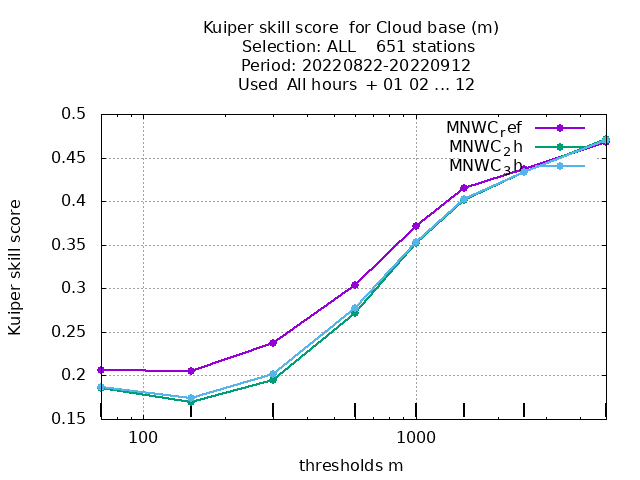 Kuiper skill score  for Cloud base (m)
Selection: ALL    651 stations
Period: 20220822-20220912
Used  All hours  + 01 02 ... 12
0.5
0.45
0.4
0.35
0.3
0.25
0.2
0.15
Kuiper skill score
MNWC_ref
MNWC_2h
MNWC_3h
100
1000
thresholds m